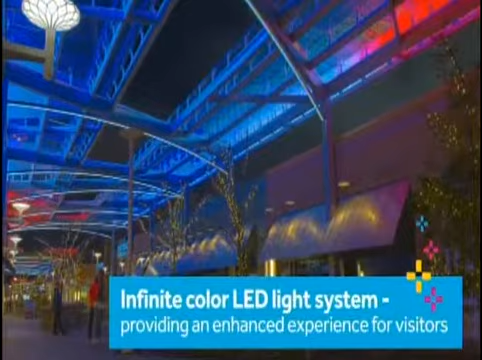 Infinite color LED light system -
providing an enhanced experience for visitors